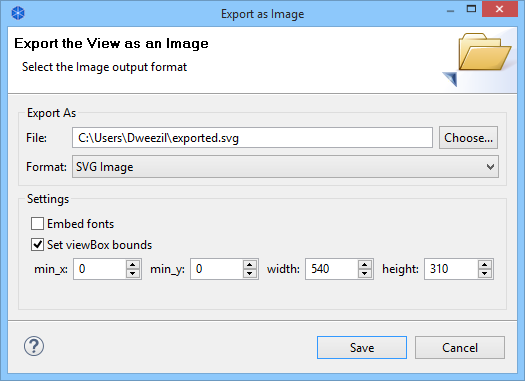 Export as Image
Export the View as an Image
Select the Image output format
Export As
File: C:\Users\Dweezil\exported.svg Choose...
Format: SVG Image
Settings
Embed fonts
Set viewBox bounds
min_x: 0 min_y: 0 width: 540 height: 310
? Save Cancel